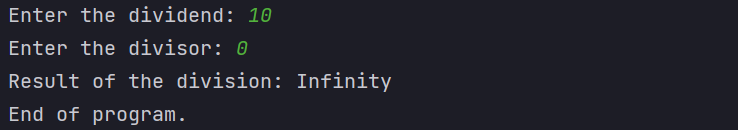 Enter the dividend: 10
Enter the divisor: 0
Result of the division: Infinity
End of program.